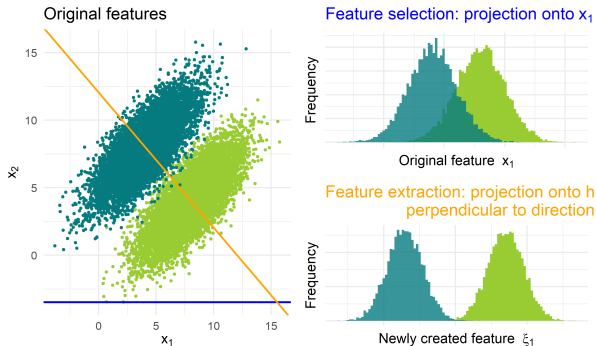 Original features
15
10
5
0
x2
0
5
10
15
x1
Feature selection: projection onto x1
Frequency
Original feature x1
Feature extraction: projection onto h
perpendicular to direction
Frequency
Newly created feature ξ1